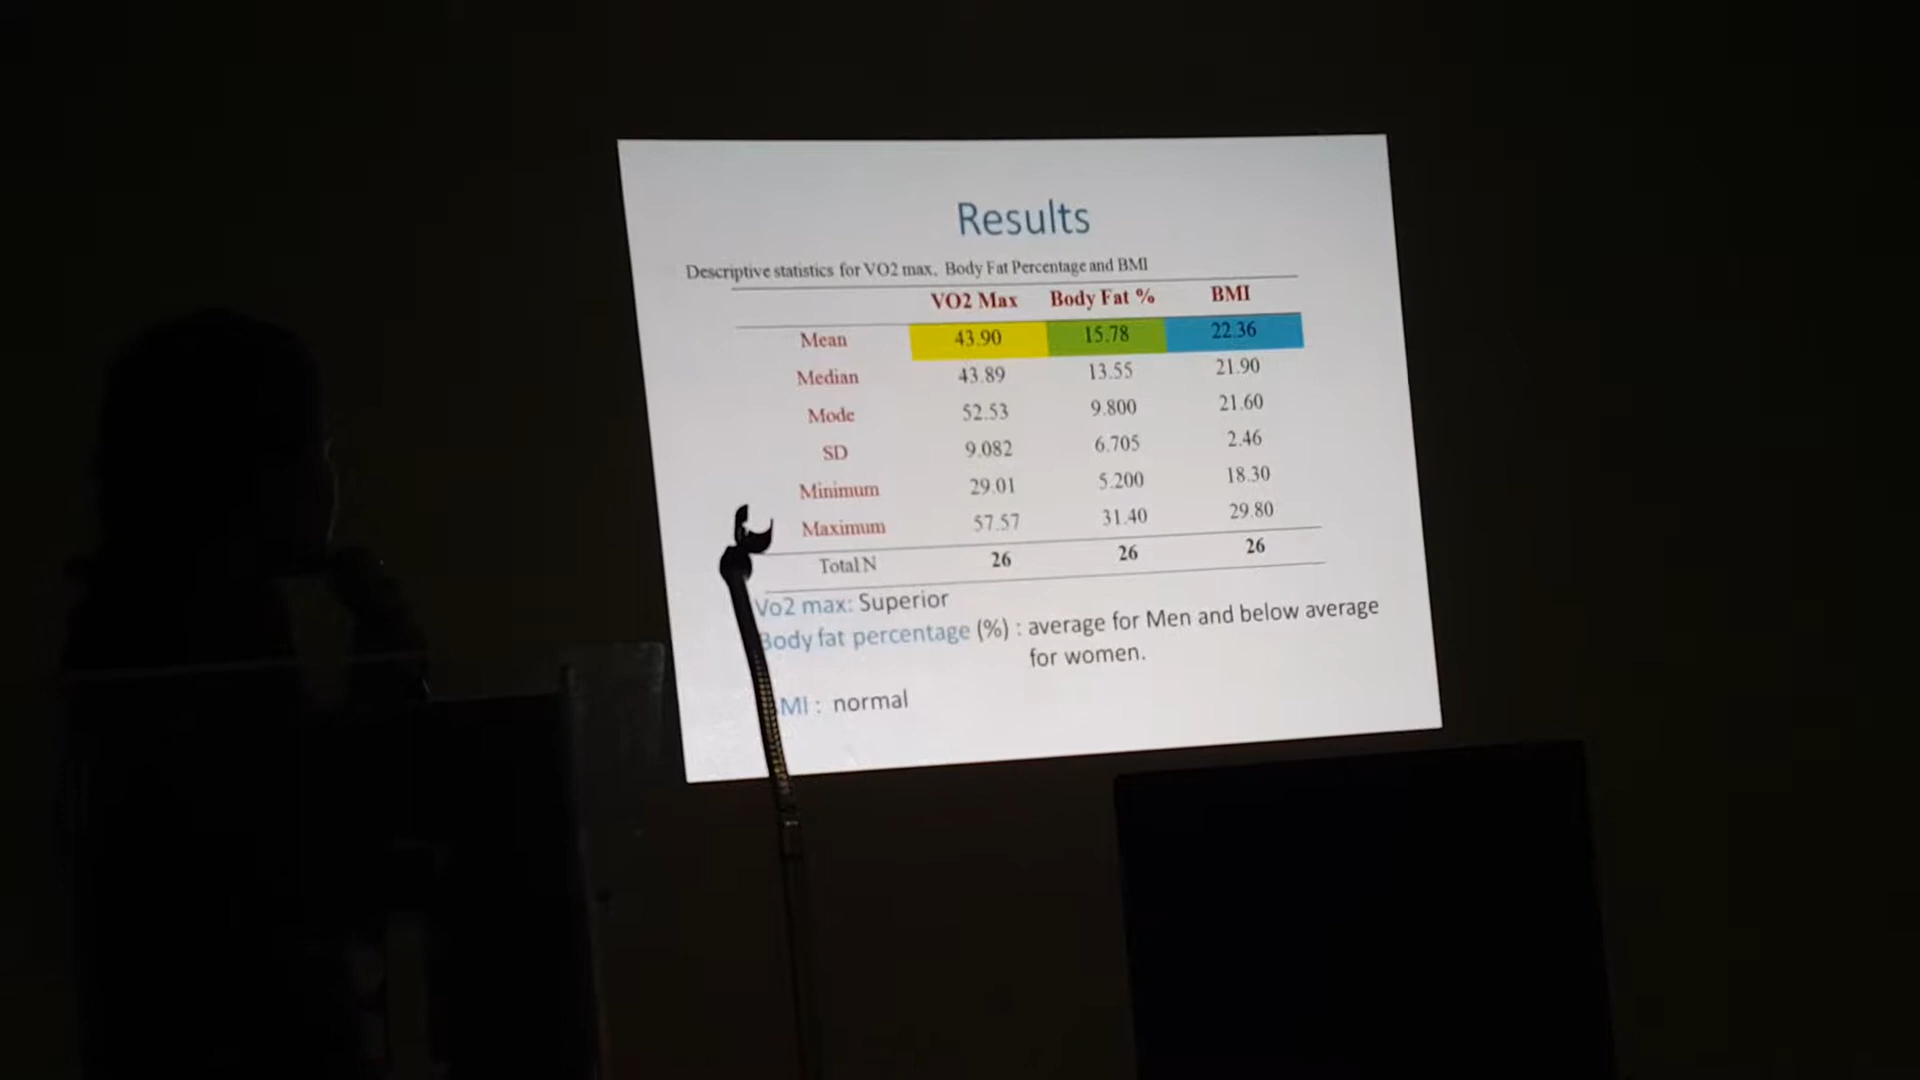 Results
Descriptive statistics for VO2 max, Body Fat Percentage and BMI
VO2 Max Body Fat % BMI
Mean 43.90 15.78 22.36
Median 43.89 13.55 21.90
Mode 52.53 9.800 21.60
SD 9.082 6.705 2.46
Minimum 29.01 5.200 18.30
Maximum 57.57 31.40 29.80
Total N 26 26 26
Vo2 max: Superior
Body fat percentage (%) : average for Men and below average
for women.
BMI : normal